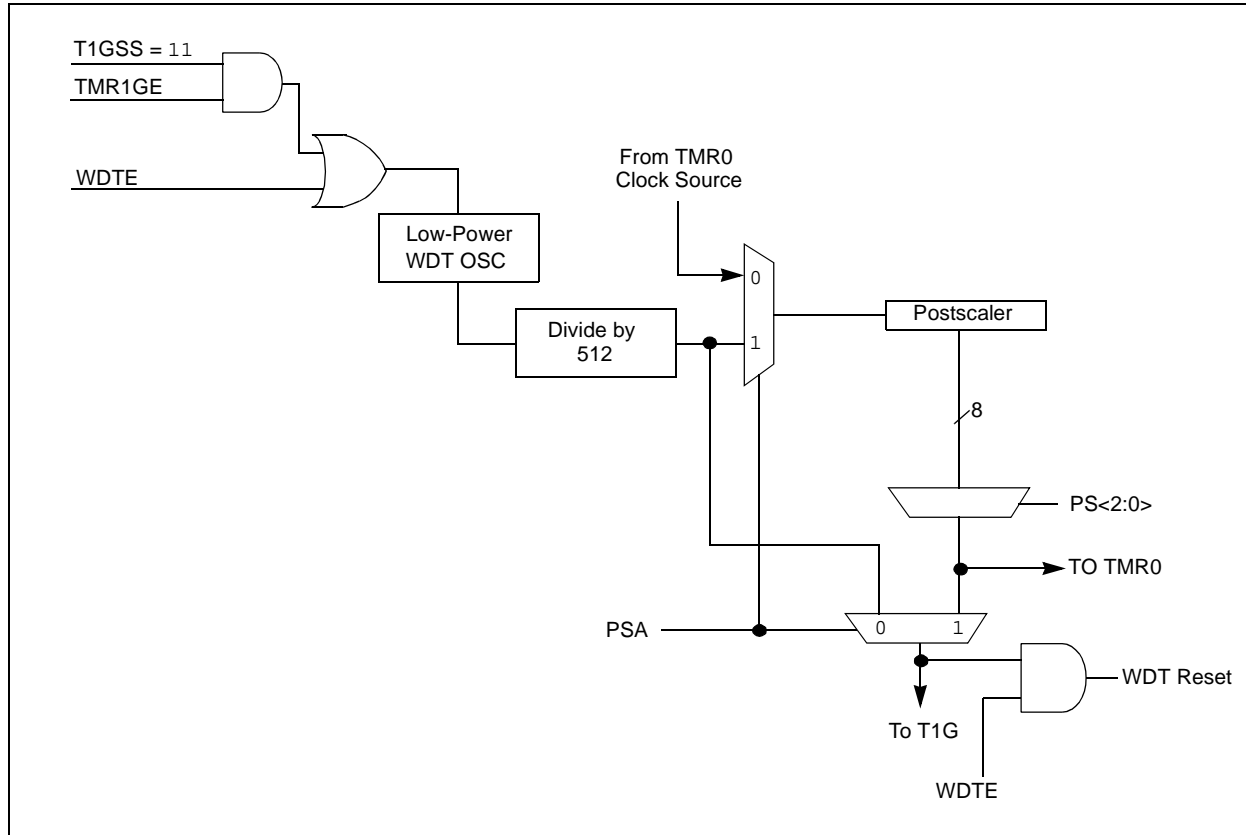 T1GSS = 11
TMR1GE
WDTE
From TMR0
Clock Source
Low-Power
WDT OSC
0
1
Divide by
512
Postscaler
8
PS<2:0>
TO TMR0
PSA
0 1
WDT Reset
To T1G
WDTE